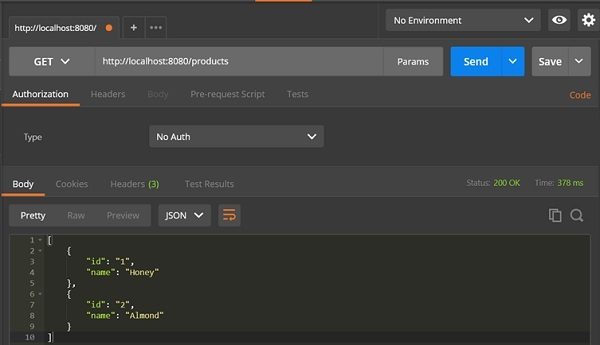 http://localhost:8080/ + ••• No Environment
GET http://localhost:8080/products Params Send Save
Authorization Headers Body Pre-request Script Tests Code
Type No Auth
Body Cookies Headers (3) Test Results Status: 200 OK Time: 378 ms
Pretty Raw Preview JSON
1 [
2 {
3 "id": "1",
4 "name": "Honey"
5 },
6 {
7 "id": "2",
8 "name": "Almond"
9 }
10 ]